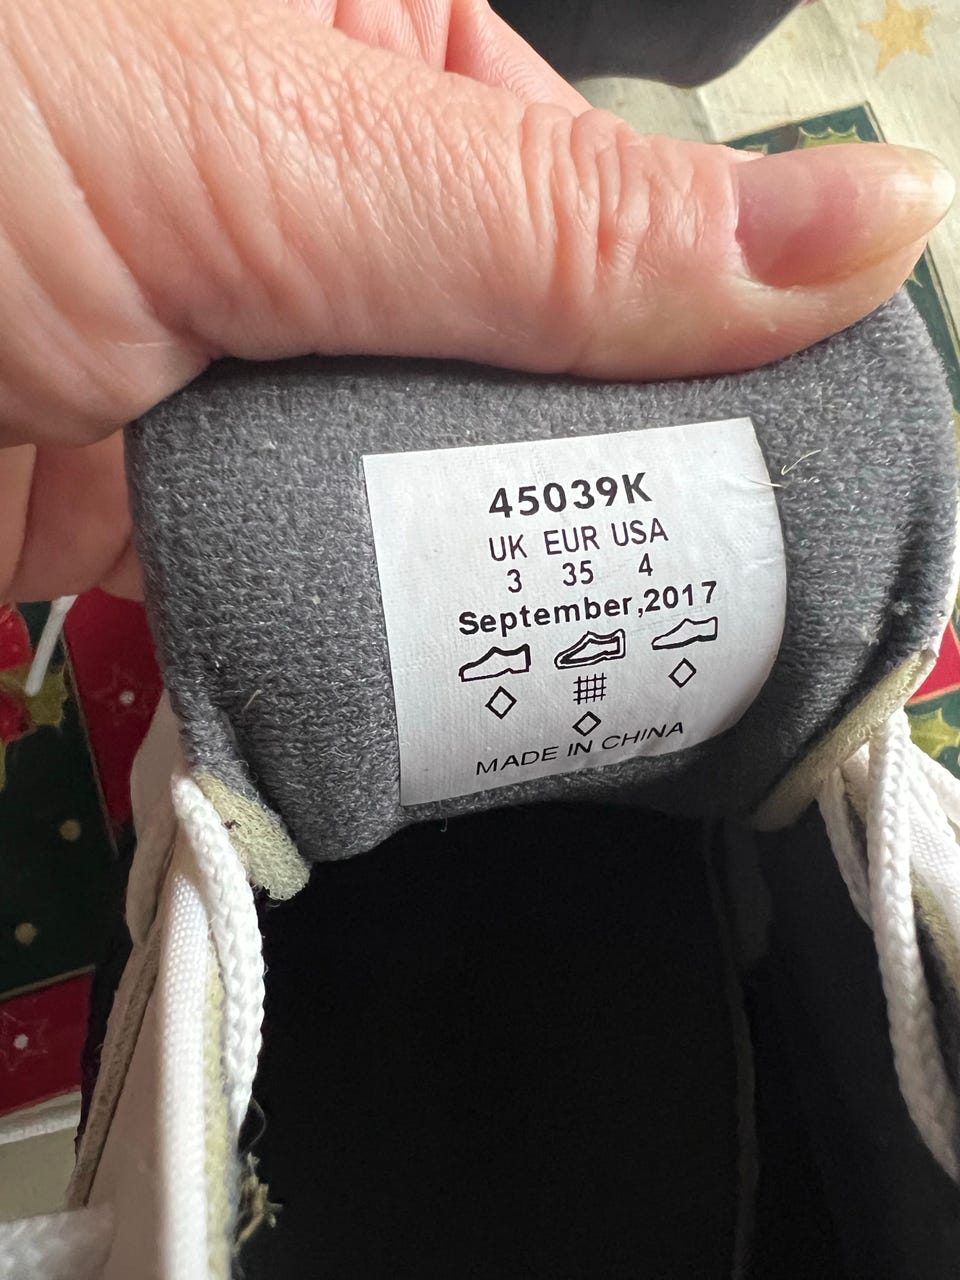 45039K
UK EUR USA
3 35 4
September,2017
MADE IN CHINA